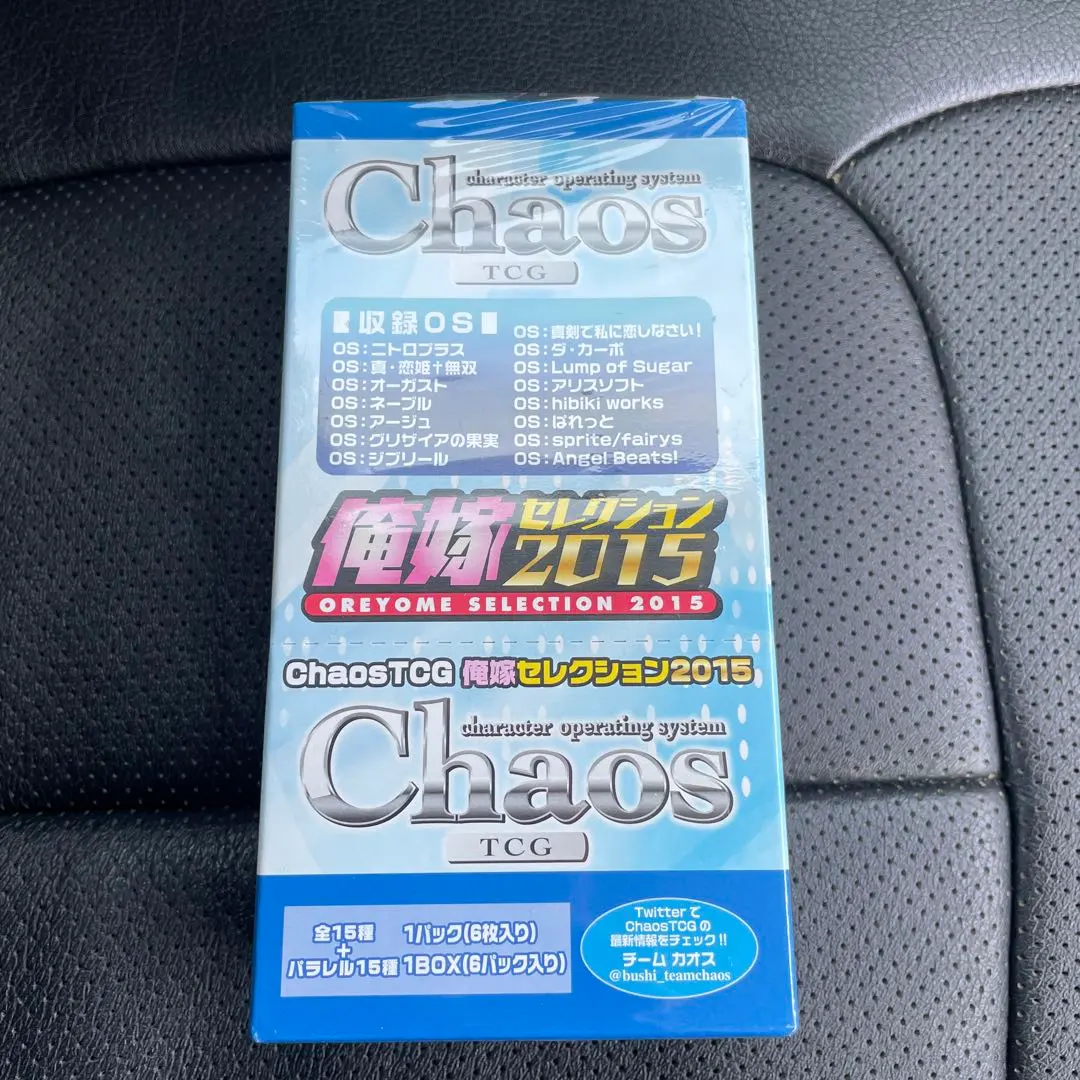 Chaos
character operating system
TCG
収録OS
OS:ニトロプラス
OS:真・恋姫†無双
OS:オーガスト
OS:ネーブル
OS:アージュ
OS:グリザイアの果実
OS:ジブリール
OS:真剣で私に恋しなさい!
OS:ダ・カーポ
OS:Lump of Sugar
OS:アリスソフト
OS:hibiki works
OS:ぱれっと
OS:sprite/fairys
OS:Angel Beats!
俺嫁セレクション2015
OREYOME SELECTION 2015
ChaosTCG 俺嫁セレクション2015
Chaos
character operating system
TCG
全15種
+
パラレル15種
1パック(6枚入り)
1BOX(6パック入り)
Twitterで
ChaosTCGの
最新情報をチェック!!
チーム カオス
@bushi_teamchaos